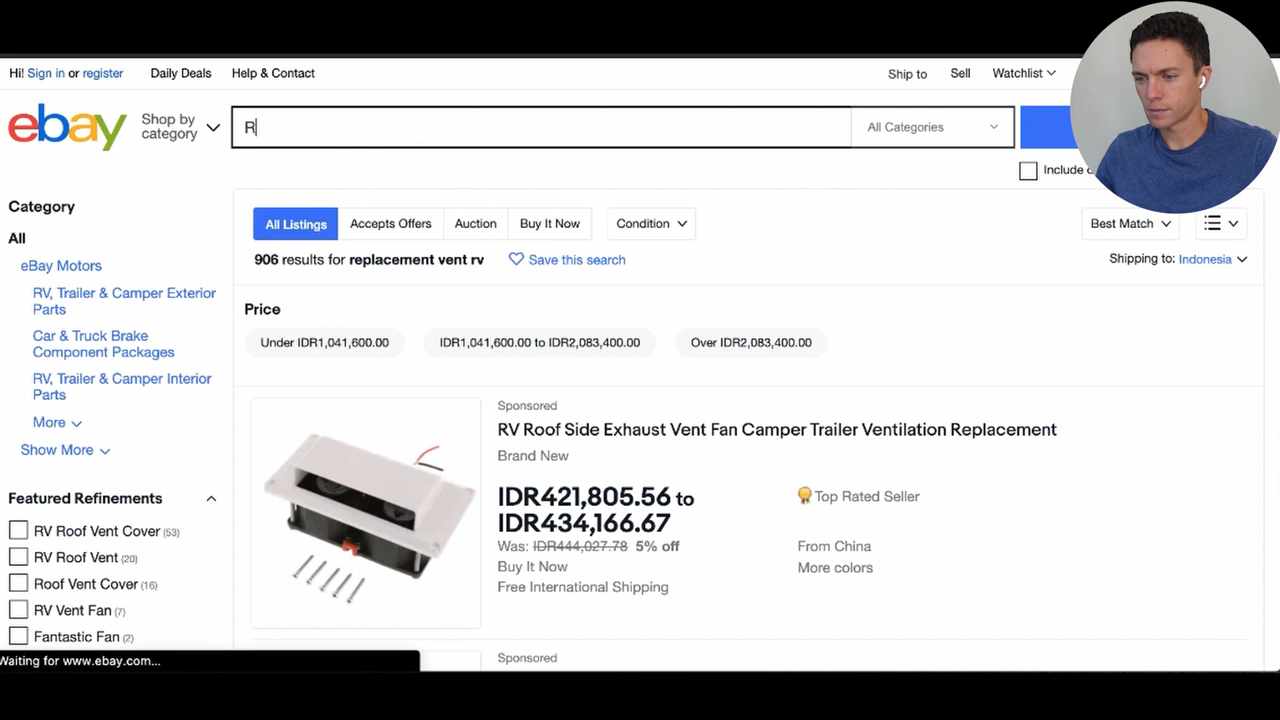 Hi! Sign in or register
Daily Deals
Help & Contact
Ship to
Sell
Watchlist
ebay
Shop by
category
R
All Categories
Include
Category
All
eBay Motors
RV, Trailer & Camper Exterior
Parts
Car & Truck Brake
Component Packages
RV, Trailer & Camper Interior
Parts
More
Show More
Featured Refinements
RV Roof Vent Cover (53)
RV Roof Vent (20)
Roof Vent Cover (16)
RV Vent Fan (7)
Fantastic Fan (2)
All Listings
Accepts Offers
Auction
Buy It Now
Condition
Best Match
906 results for replacement vent rv
Save this search
Shipping to: Indonesia
Price
Under IDR1,041,600.00
IDR1,041,600.00 to IDR2,083,400.00
Over IDR2,083,400.00
Sponsored
RV Roof Side Exhaust Vent Fan Camper Trailer Ventilation Replacement
Brand New
IDR421,805.56 to
IDR434,166.67
Was: IDR444,027.78 5% off
Buy It Now
Free International Shipping
Top Rated Seller
From China
More colors
Sponsored
Waiting for www.ebay.com...